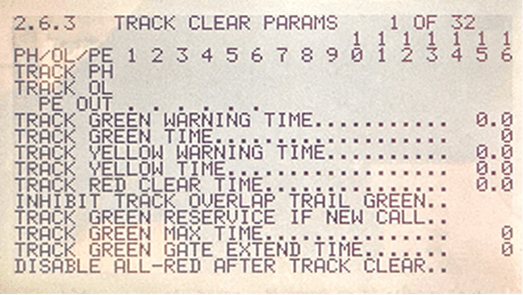 2.6.3 TRACK CLEAR PARAMS 1 OF 32
1 1 1 1 1 1 1
PH/OL/PE 1 2 3 4 5 6 7 8 9 0 1 2 3 4 5 6
TRACK PH
TRACK OL
PE OUT . . . . . .
TRACK GREEN WARNING TIME........... 0.0
TRACK GREEN TIME................... 0
TRACK YELLOW WARNING TIME.......... 0.0
TRACK YELLOW TIME.................. 0.0
TRACK RED CLEAR TIME............... 0.0
INHIBIT TRACK OVERLAP TRAIL GREEN..
TRACK GREEN RESERVICE IF NEW CALL..
TRACK GREEN MAX TIME............... 0
TRACK GREEN GATE EXTEND TIME....... 0
DISABLE ALL-RED AFTER TRACK CLEAR..